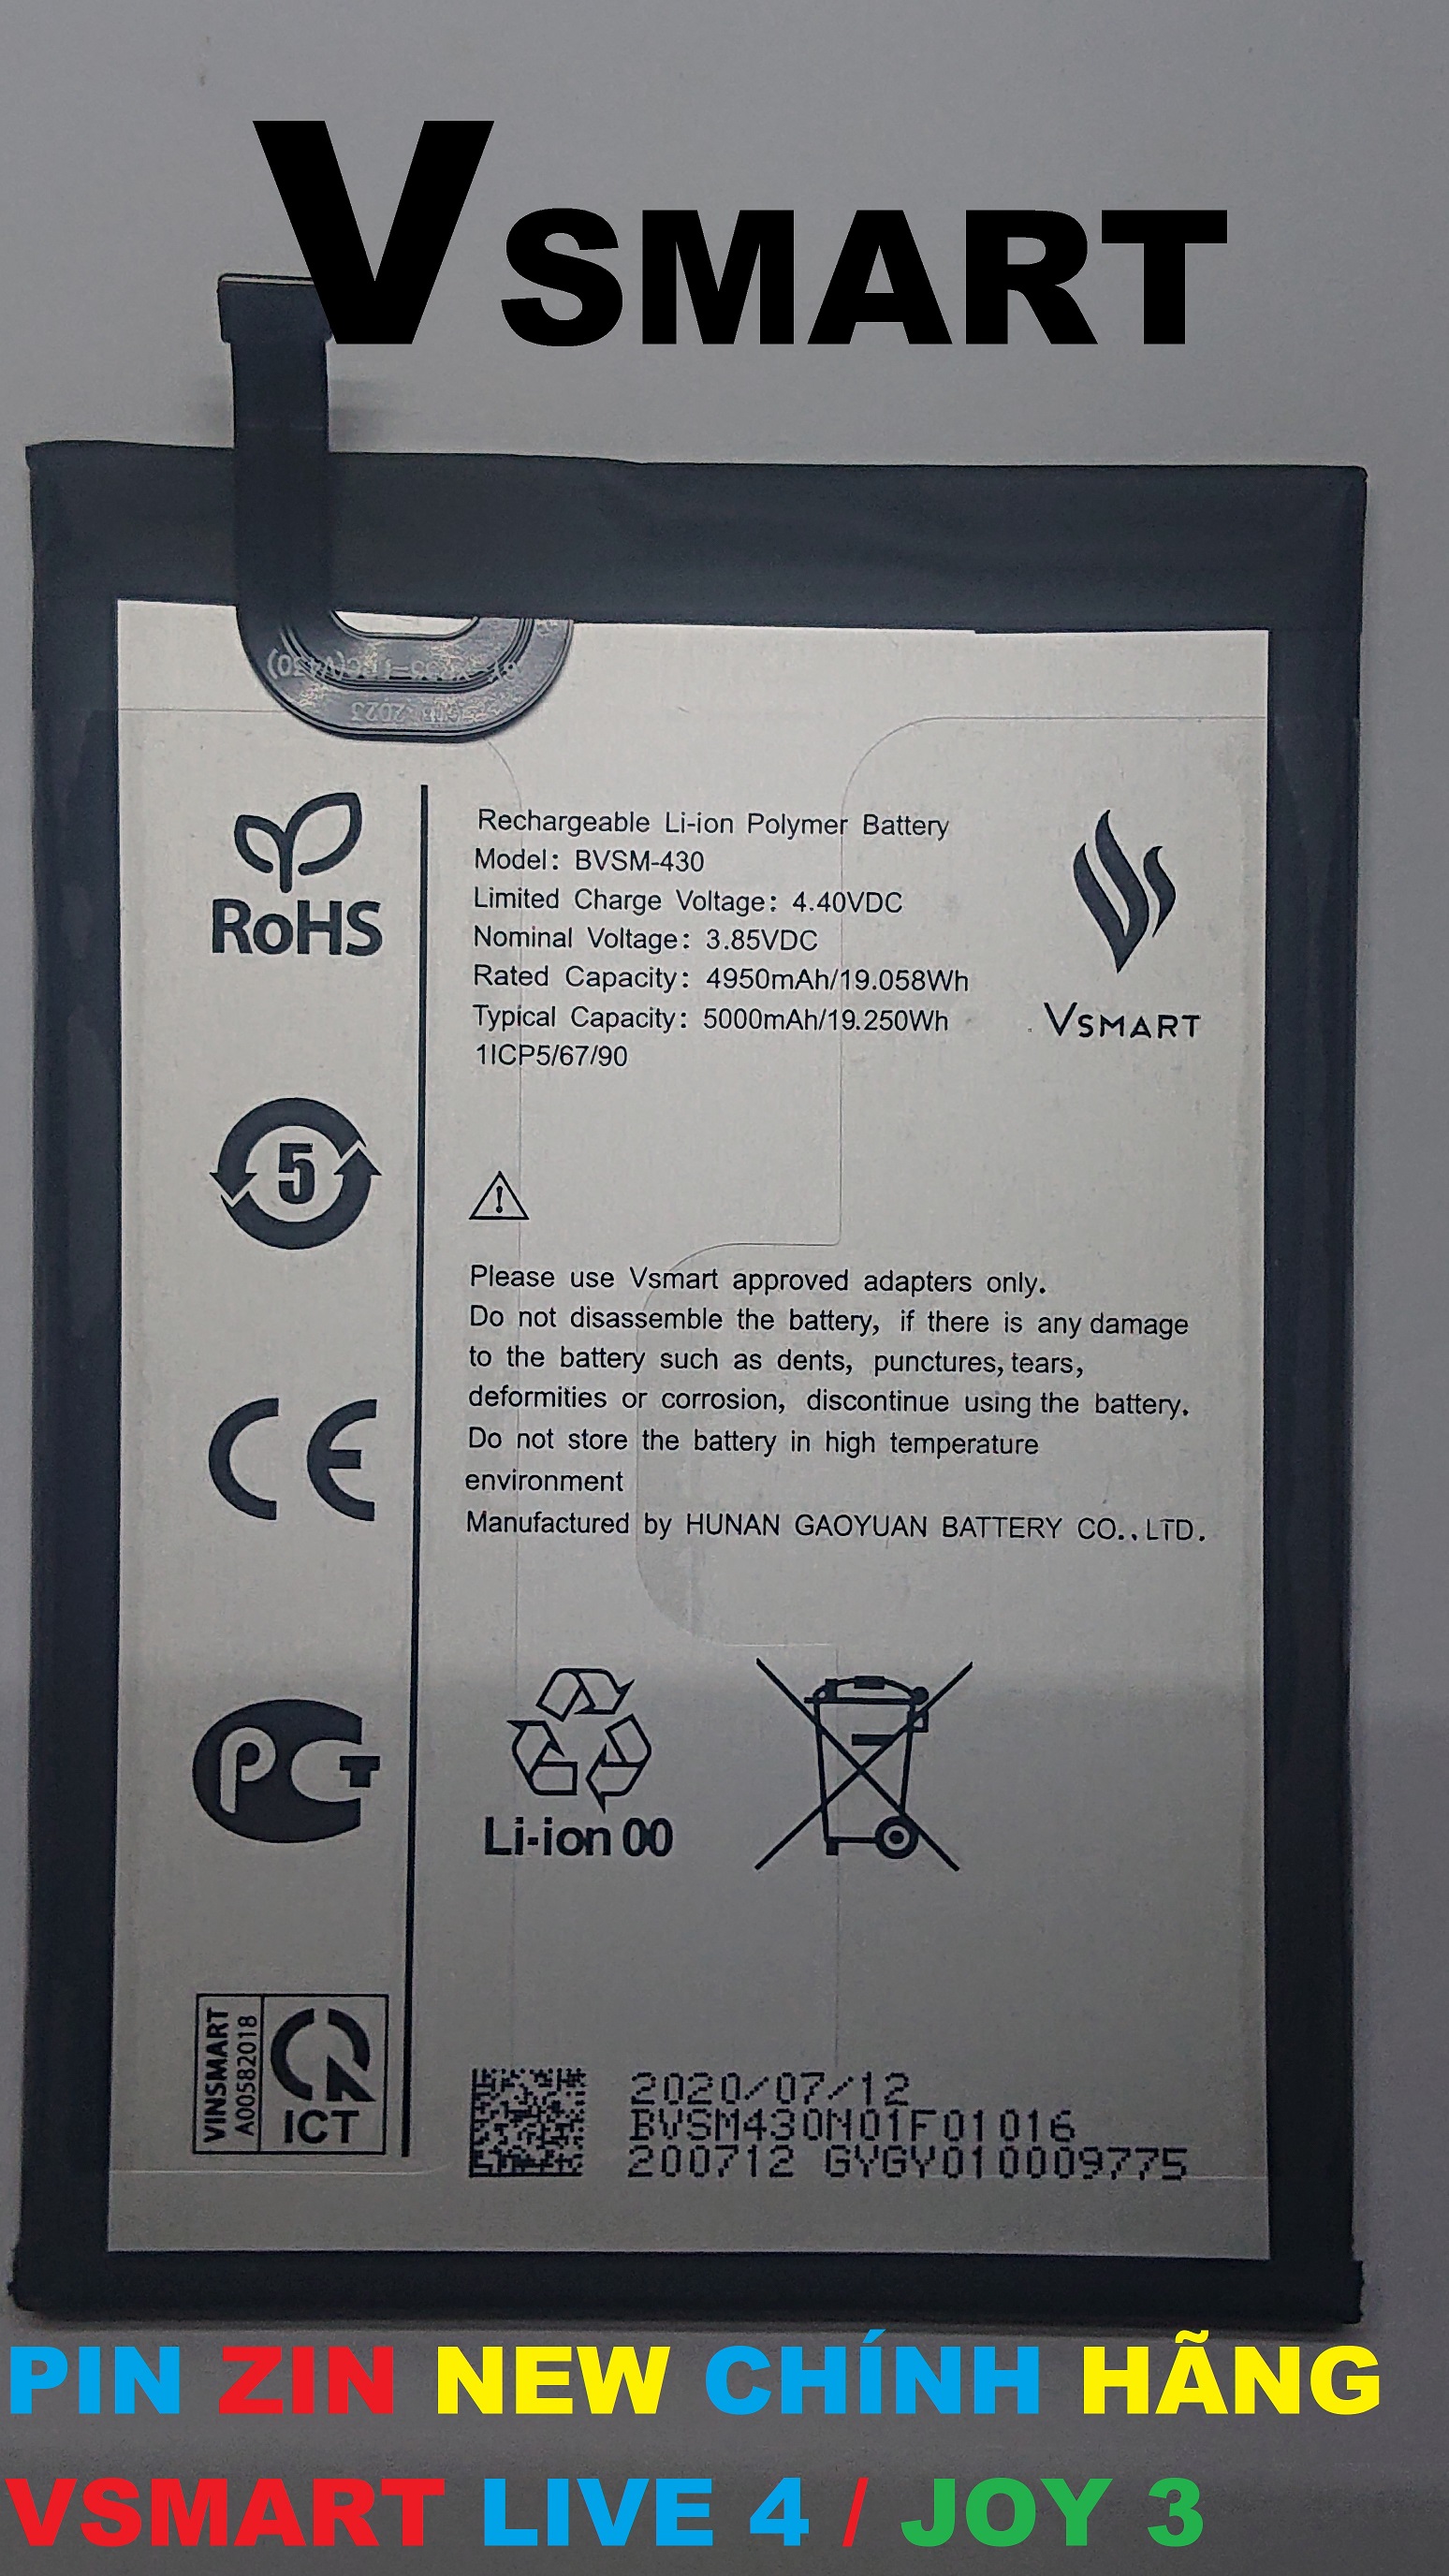 VSMART
RoHS
Rechargeable Li-ion Polymer Battery
Model: BVSM-430
Limited Charge Voltage: 4.40VDC
Nominal Voltage: 3.85VDC
Rated Capacity: 4950mAh/19.058Wh
Typical Capacity: 5000mAh/19.250Wh
1ICP5/67/90
VSMART
5
Please use Vsmart approved adapters only.
Do not disassemble the battery, if there is any damage
to the battery such as dents, punctures, tears,
deformities or corrosion, discontinue using the battery.
Do not store the battery in high temperature
environment
Manufactured by HUNAN GAOYUAN BATTERY CO., LTD.
CE
PCT
Li-ion 00
VINSMART
A00582018
ICT
2020/07/12
BVSM430N01F01016
200712 GYGY010009775
PIN ZIN NEW CHÍNH HÃNG
VSMART LIVE 4 / JOY 3